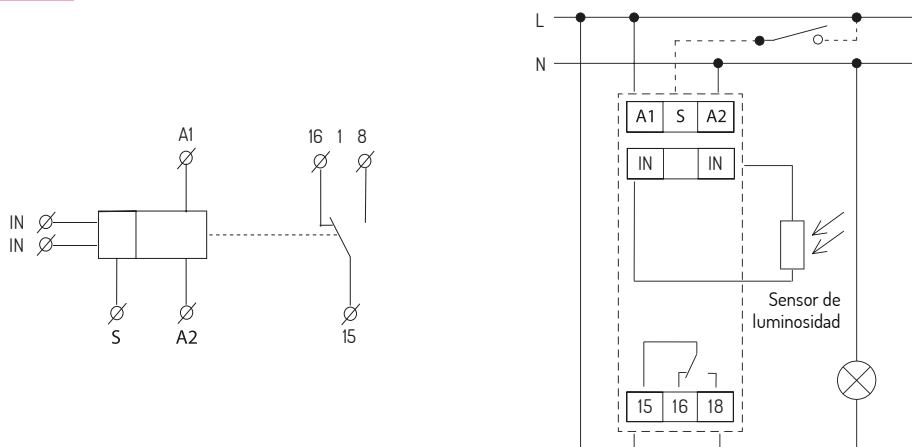 A1
16 1 8
IN
IN
S
A2
15
L
N
A1 S A2
IN IN
Sensor de
luminosidad
15 16 18